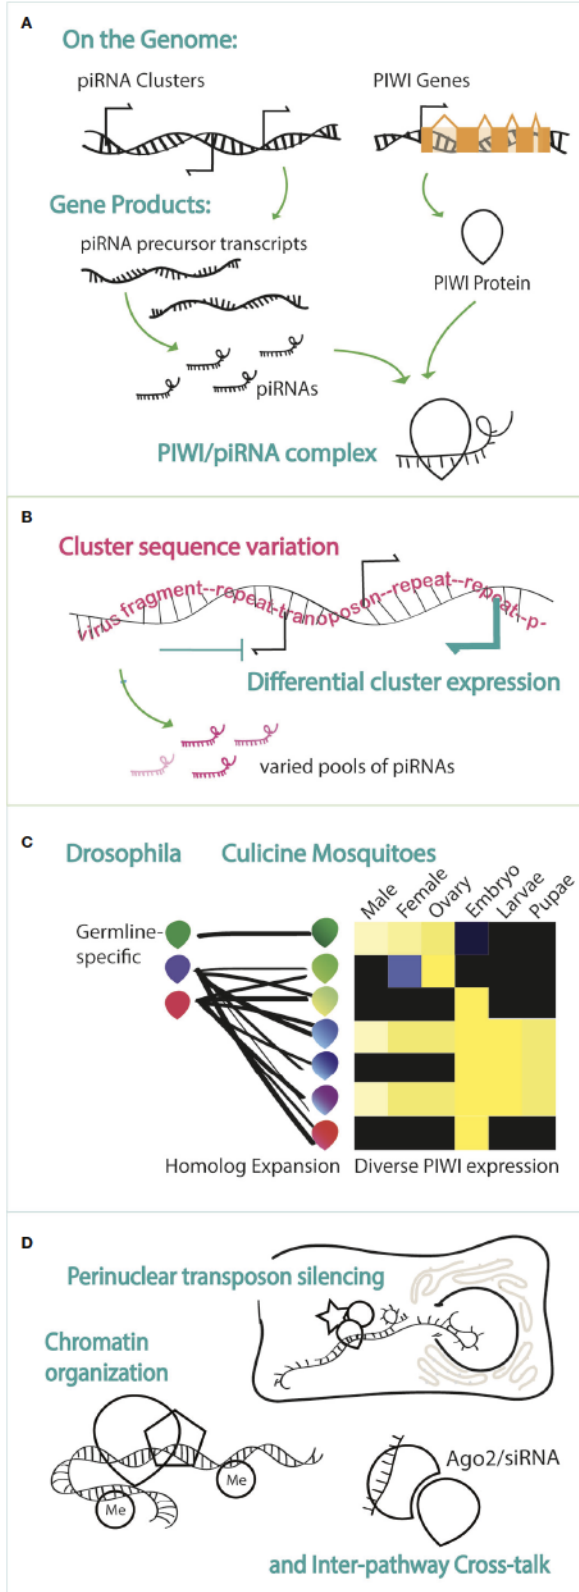 A
On the Genome:
piRNA Clusters
PIWI Genes
Gene Products:
piRNA precursor transcripts
PIWI Protein
piRNAs
PIWI/piRNA complex
B
Cluster sequence variation
virus fragment--repeat-tranoposon--repeat--repeat--p-
Differential cluster expression
varied pools of piRNAs
C
Drosophila
Culicine Mosquitoes
Male
Female
Ovary
Embryo
Larvae
Pupae
Germline-
specific
Homolog Expansion
Diverse PIWI expression
D
Perinuclear transposon silencing
Chromatin
organization
Me
Me
Ago2/siRNA
and Inter-pathway Cross-talk